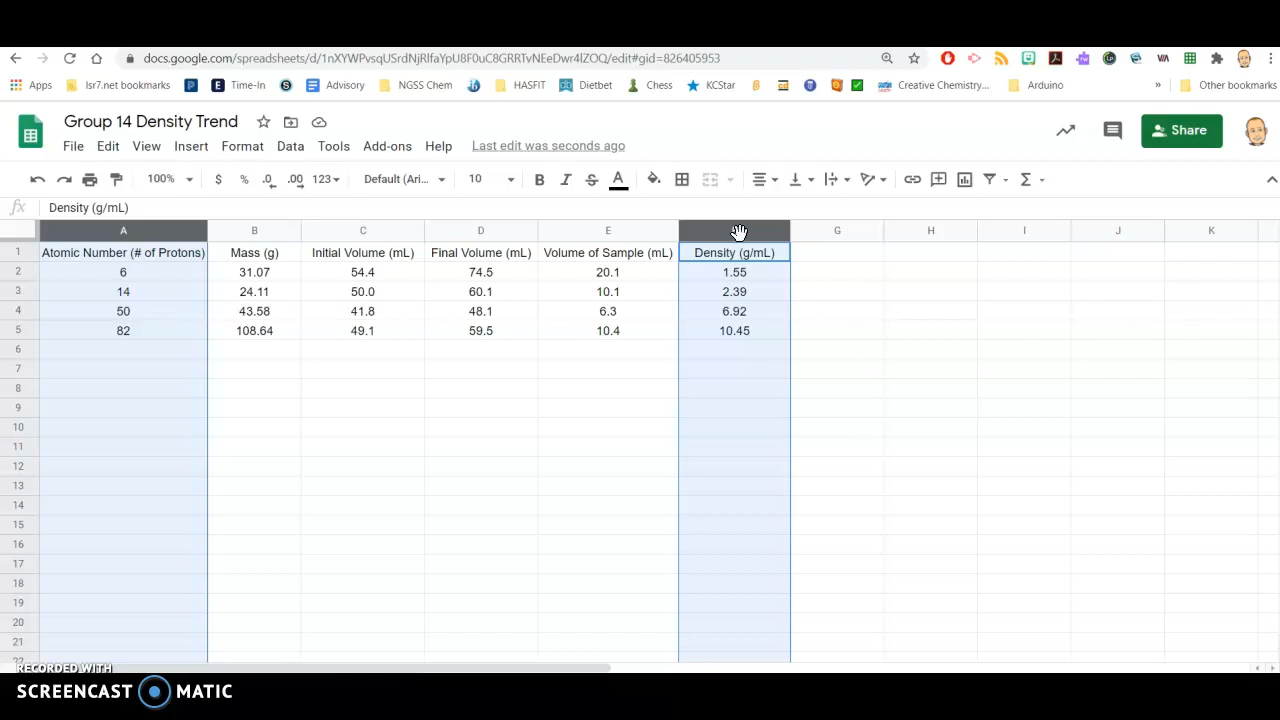 docs.google.com/spreadsheets/d/1oXYWPvsqUSrdNjRlfaYpU8F0uC8GRRTvNEeDwr4lZOQ/edit#gid=826405953
Apps lsr7.net bookmarks Time-In Advisory NGSS Chem HASFIT Dietbet Chess KCStar Creative Chemistry... Arduino » Other bookmarks
Group 14 Density Trend
File Edit View Insert Format Data Tools Add-ons Help Last edit was seconds ago
Share
100% $ % .0 .00 123 Default (Ari... 10 B I S A Σ
fx Density (g/mL)
A B C D E G H I J K
1 Atomic Number (# of Protons) Mass (g) Initial Volume (mL) Final Volume (mL) Volume of Sample (mL) Density (g/mL)
2 6 31.07 54.4 74.5 20.1 1.55
3 14 24.11 50.0 60.1 10.1 2.39
4 50 43.58 41.8 48.1 6.3 6.92
5 82 108.64 49.1 59.5 10.4 10.45
6
7
8
9
10
11
12
13
14
15
16
17
18
19
20
21
22
RECORDED WITH
SCREENCAST MATIC